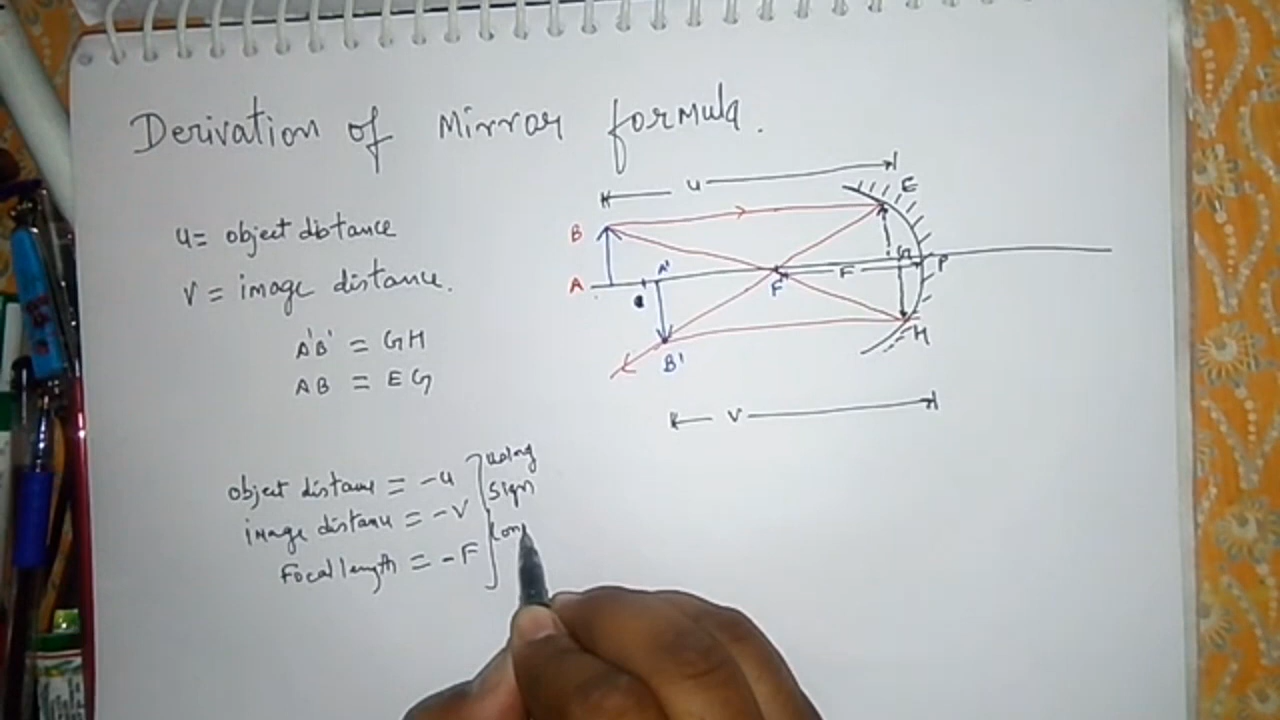 Derivation of Mirror formula.
u
E
u = object distance
B
V = image distance.
A'
G
F
P
A
F
A'B' = GH
H
B'
AB = EG
V
object distance = -u
using
sign
image distance = -V
con
Focal length = -F